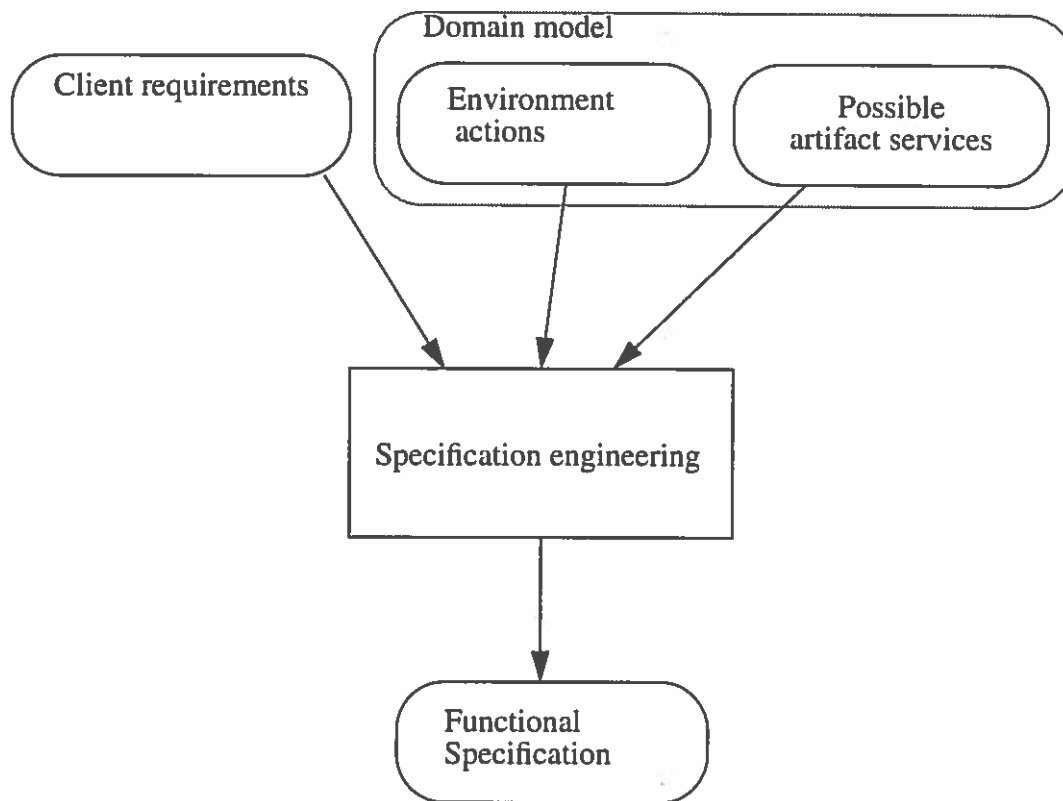 Domain model
Client requirements
Environment
actions
Possible
artifact services
Specification engineering
Functional
Specification